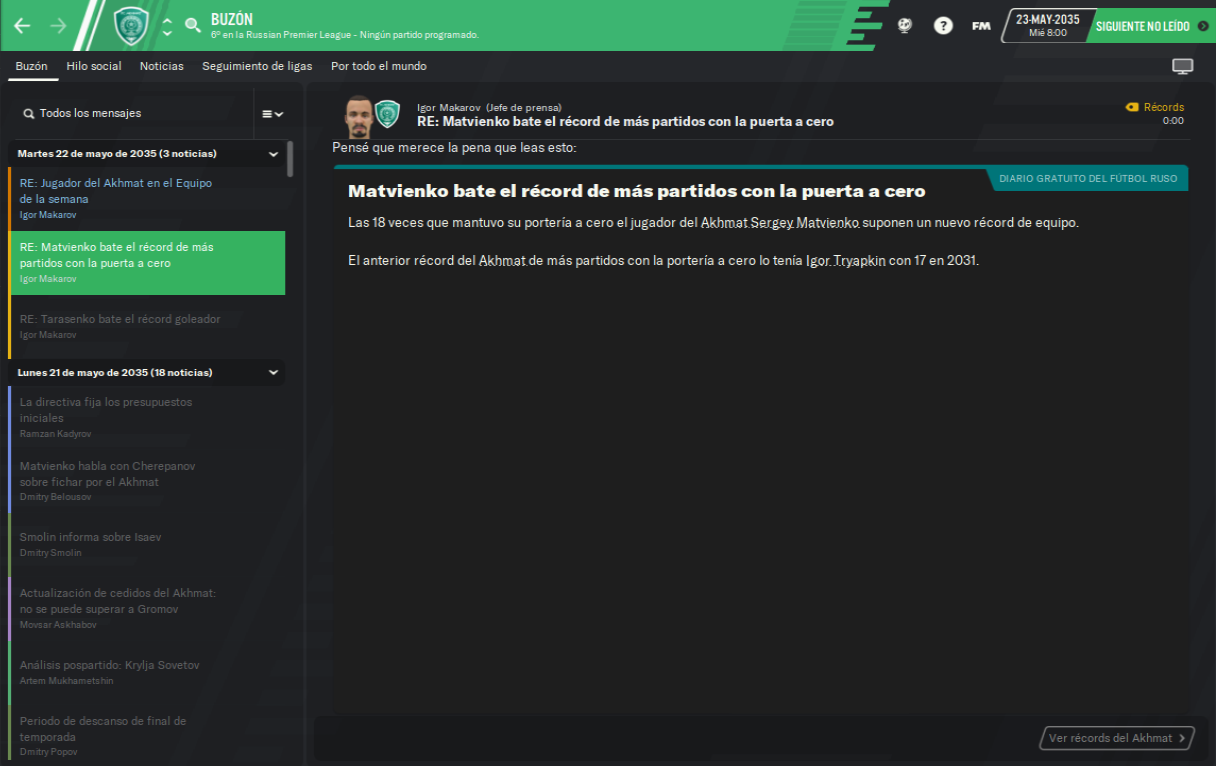 BUZÓN
6º en la Russian Premier League - Ningún partido programado.
?
FM
23-MAY-2035
Mié 8:00
SIGUIENTE NO LEÍDO
Buzón
Hilo social
Noticias
Seguimiento de ligas
Por todo el mundo
Todos los mensajes
Martes 22 de mayo de 2035 (3 noticias)
RE: Jugador del Akhmat en el Equipo
de la semana
Igor Makarov
RE: Matvienko bate el récord de más
partidos con la puerta a cero
Igor Makarov
RE: Tarasenko bate el récord goleador
Igor Makarov
Lunes 21 de mayo de 2035 (18 noticias)
La directiva fija los presupuestos
iniciales
Ramzan Kadyrov
Matvienko habla con Cherepanov
sobre fichar por el Akhmat
Dmitry Belousov
Smolin informa sobre Isaev
Dmitry Smolin
Actualización de cedidos del Akhmat:
no se puede superar a Gromov
Movsar Askhabov
Análisis pospartido: Krylja Sovetov
Artem Mukhametshin
Periodo de descanso de final de
temporada
Dmitry Popov
Igor Makarov (Jefe de prensa)
RE: Matvienko bate el récord de más partidos con la puerta a cero
Récords
0:00
Pensé que merece la pena que leas esto:
DIARIO GRATUITO DEL FÚTBOL RUSO
Matvienko bate el récord de más partidos con la puerta a cero
Las 18 veces que mantuvo su portería a cero el jugador del Akhmat Sergey Matvienko suponen un nuevo récord de equipo.
El anterior récord del Akhmat de más partidos con la portería a cero lo tenía Igor Tryapkin con 17 en 2031.
Ver récords del Akhmat